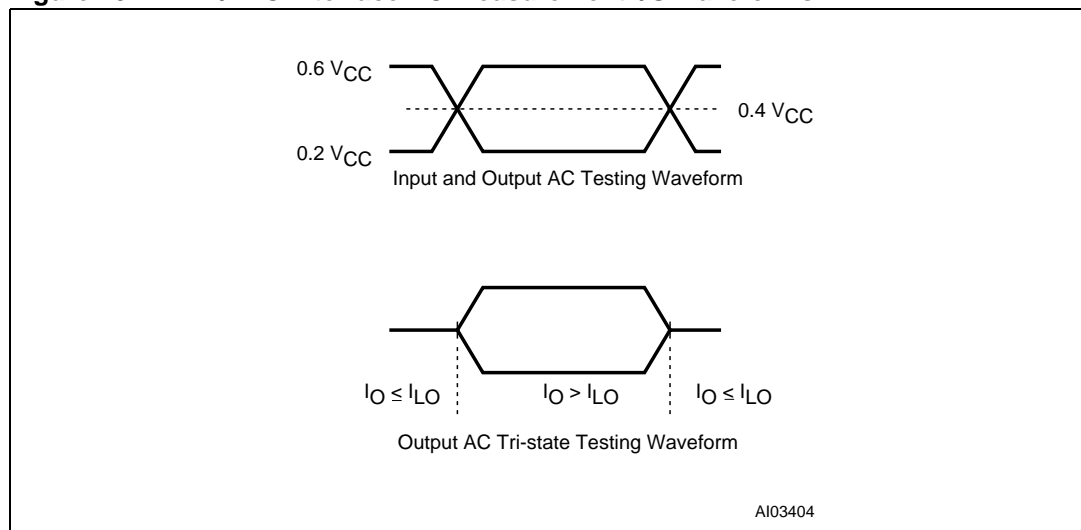 0.6 VCC
0.4 VCC
0.2 VCC
Input and Output AC Testing Waveform
IO ≤ ILO IO > ILO IO ≤ ILO
Output AC Tri-state Testing Waveform
AI03404